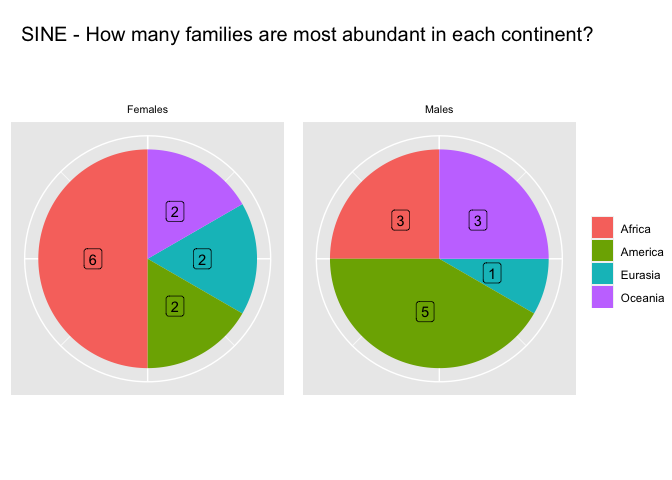 SINE - How many families are most abundant in each continent?
Females
Males
2
6
2
2
3
3
1
5
Africa
America
Eurasia
Oceania